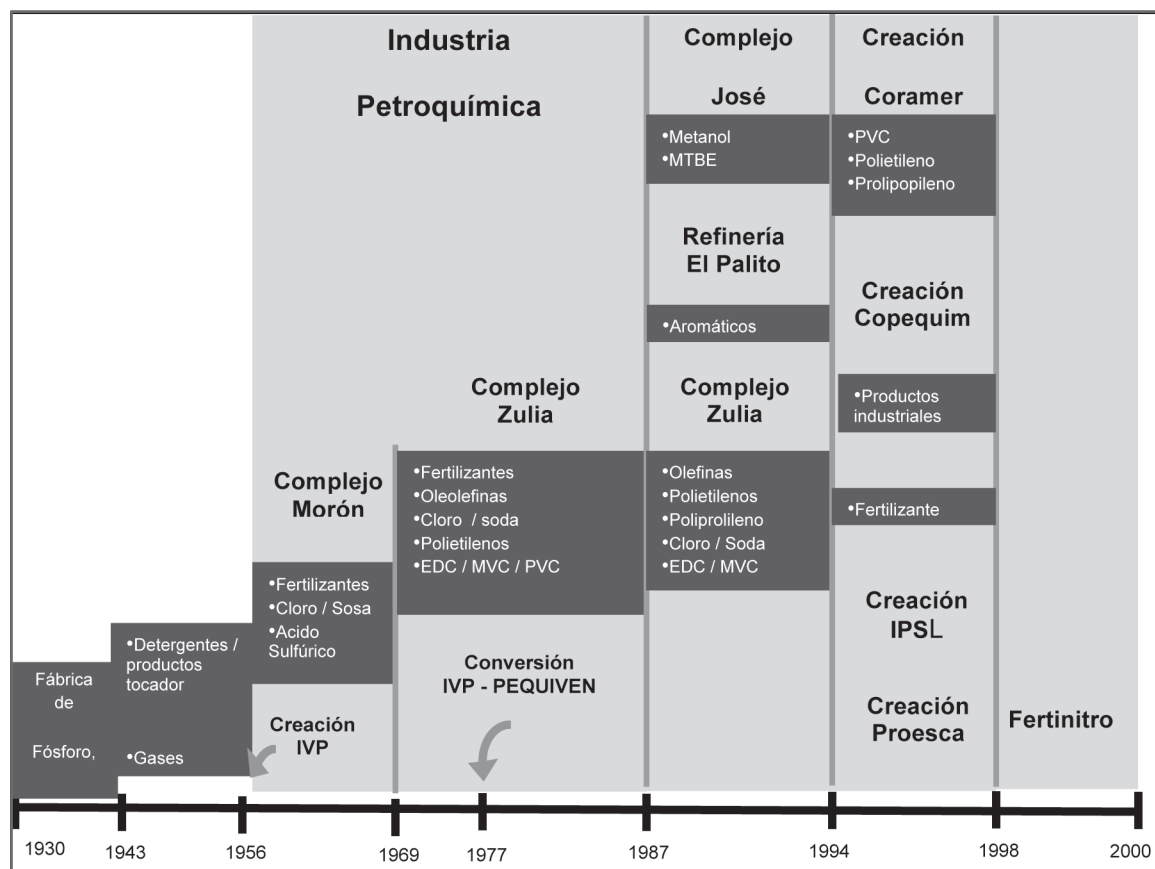 Industria
Petroquímica
Complejo
José
•Metanol
•MTBE
Refinería
El Palito
•Aromáticos
Complejo
Zulia
•Olefinas
•Polietilenos
•Poliprolileno
•Cloro / Soda
•EDC / MVC
Creación
Coramer
•PVC
•Polietileno
•Prolipopileno
Creación
Copequim
•Productos
industriales
•Fertilizante
Creación
IPSL
Creación
Proesca
Fertinitro
Complejo
Zulia
•Fertilizantes
•Oleolefinas
•Cloro / soda
•Polietilenos
•EDC / MVC / PVC
Conversión
IVP - PEQUIVEN
Complejo
Morón
•Fertilizantes
•Cloro / Sosa
•Acido
Sulfúrico
Creación
IVP
•Detergentes /
productos
tocador
•Gases
Fábrica
de
Fósforo,
1930
1943
1956
1969
1977
1987
1994
1998
2000